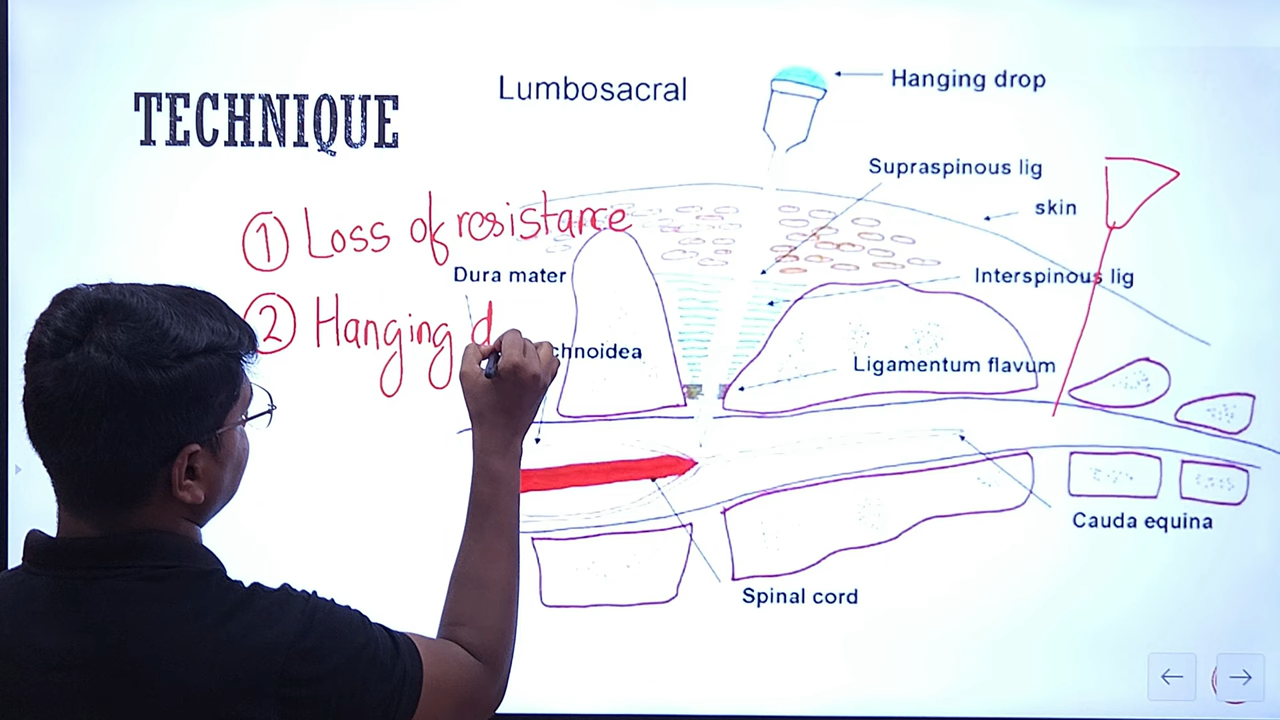 TECHNIQUE
Lumbosacral
Hanging drop
Supraspinous lig
skin
① Loss of resistance
Dura mater
Interspinous lig
② Hanging d
chnoidea
Ligamentum flavum
Cauda equina
Spinal cord